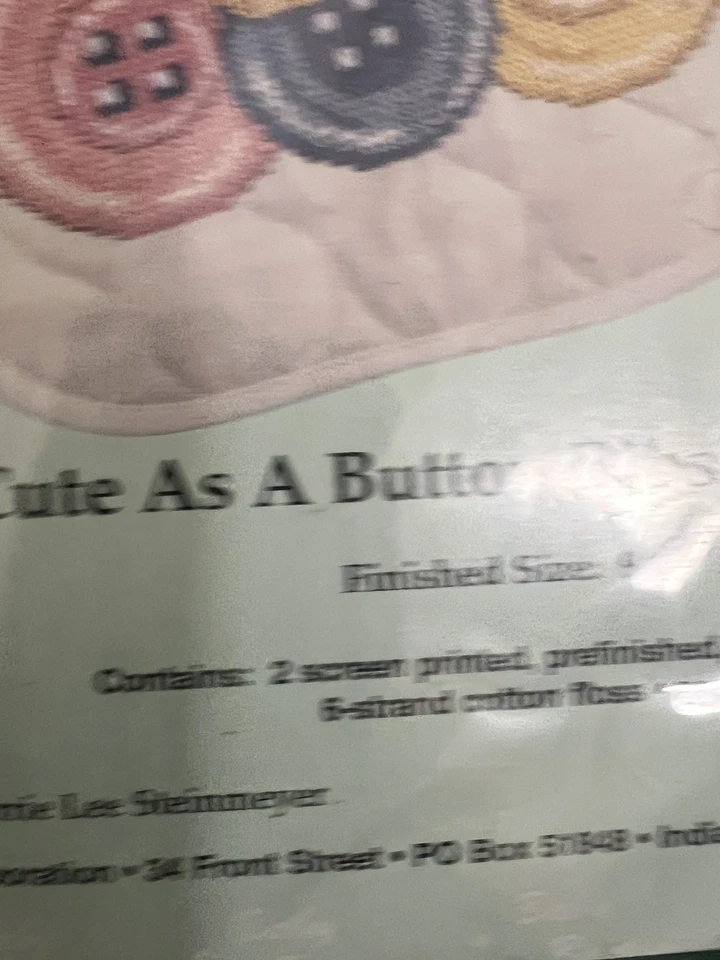 Cute As A Button
Finished Size:
Contains: 2 screen printed, prefinished
6-strand cotton floss
Lee Steinmeyer
• 34 Front Street • PO Box